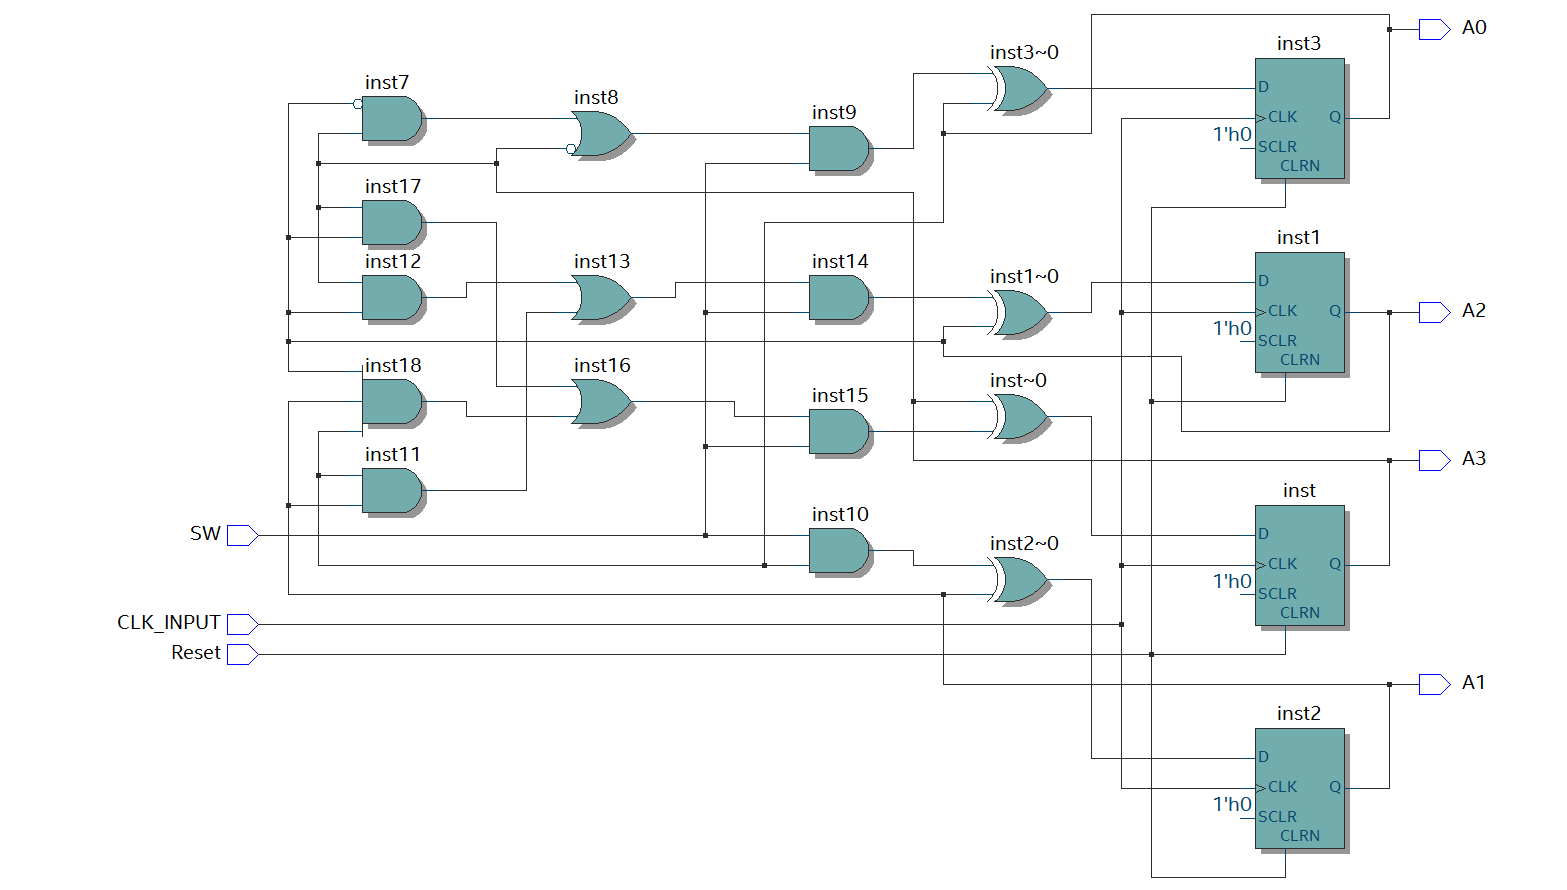 A0
inst3~0
inst3
inst7
D
inst8
inst9
CLK
Q
1'h0
SCLR
CLRN
inst17
inst1
inst12
inst13
inst14
inst1~0
D
CLK
Q
A2
1'h0
SCLR
CLRN
inst18
inst16
inst15
inst~0
inst11
A3
inst
SW
inst10
D
inst2~0
CLK
Q
1'h0
SCLR
CLRN
CLK_INPUT
Reset
A1
inst2
D
CLK
Q
1'h0
SCLR
CLRN